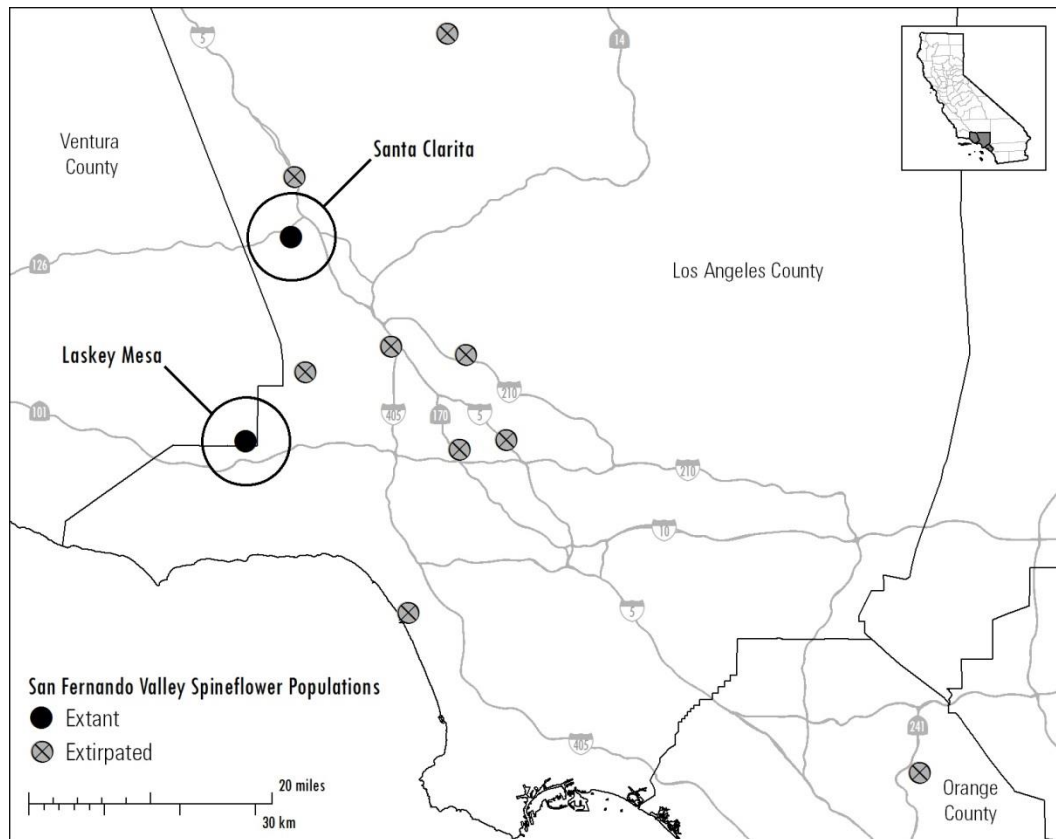 5
14
Ventura
County
Santa Clarita
126
Los Angeles County
Laskey Mesa
101
405
170
5
210
210
10
5
San Fernando Valley Spineflower Populations
Extant
Extirpated
405
241
20 miles
30 km
Orange
County